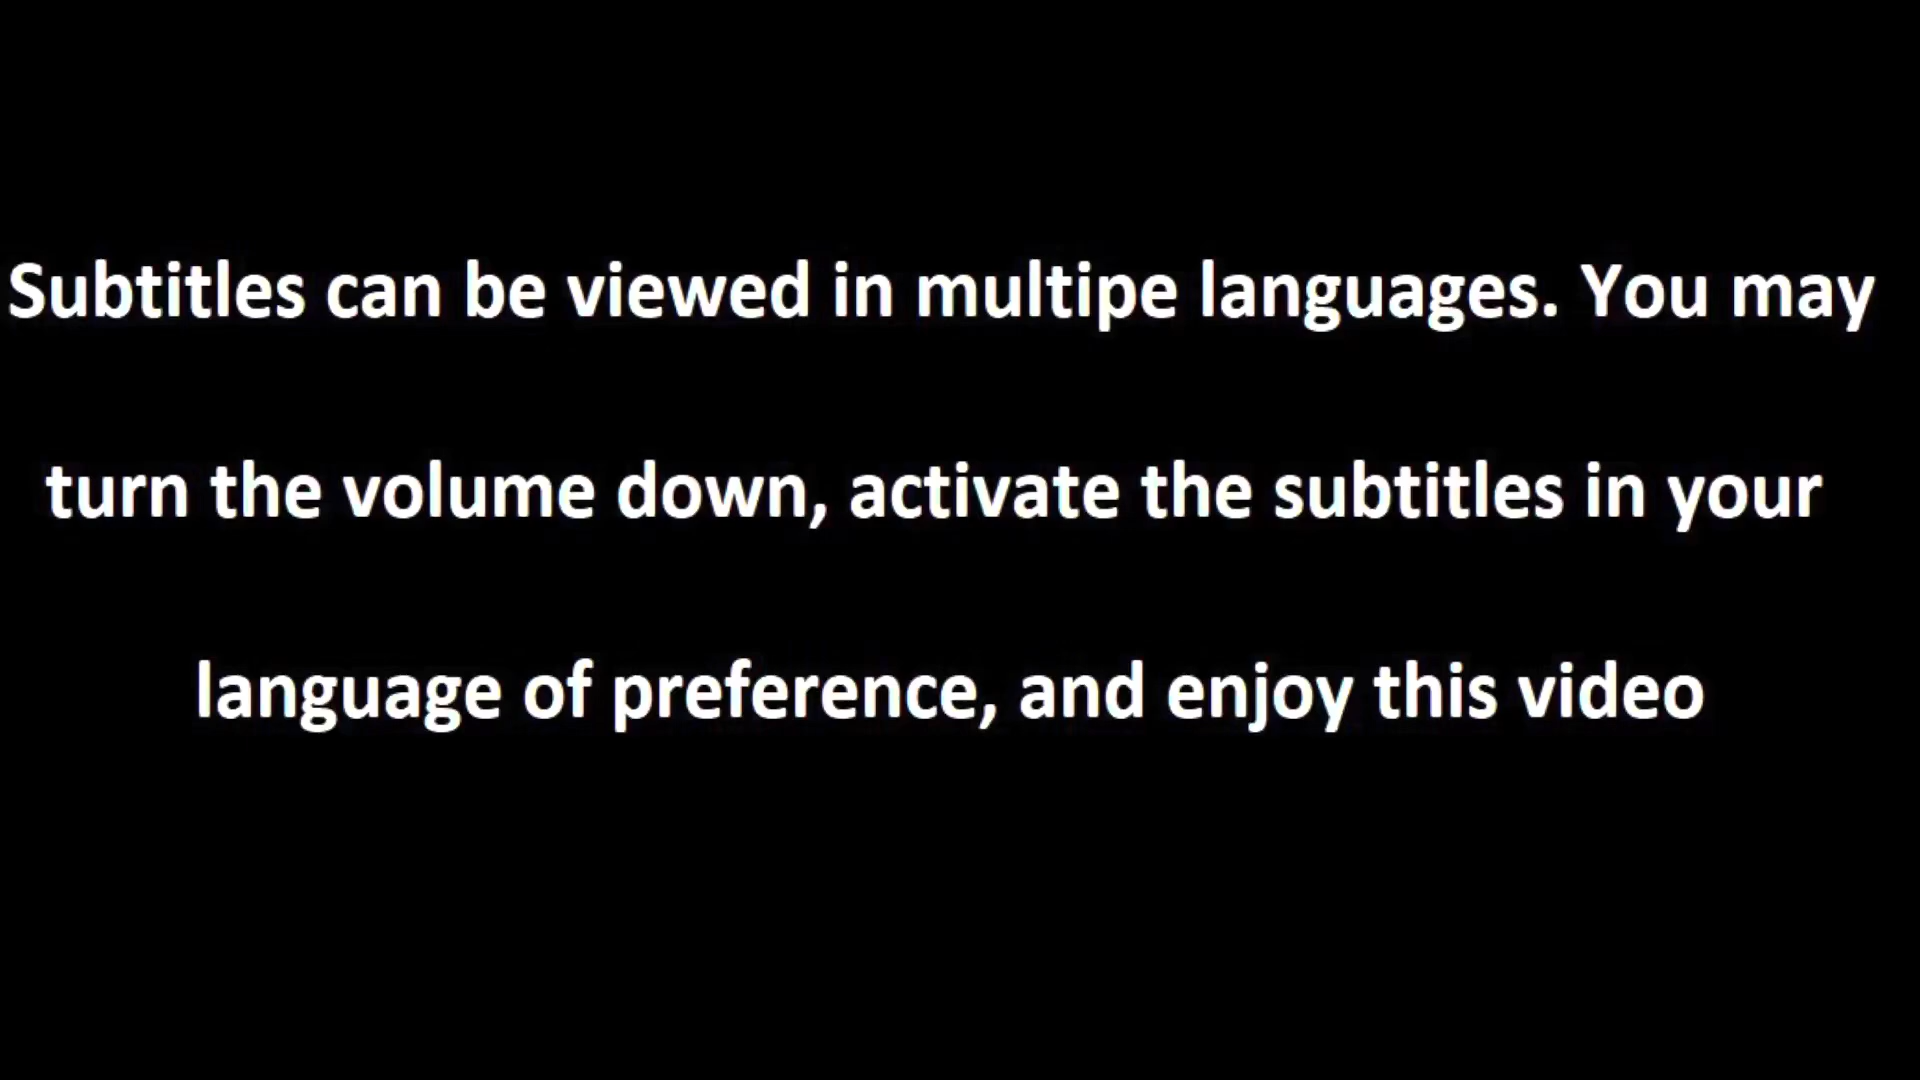 Subtitles can be viewed in multipe languages. You may
turn the volume down, activate the subtitles in your
language of preference, and enjoy this video